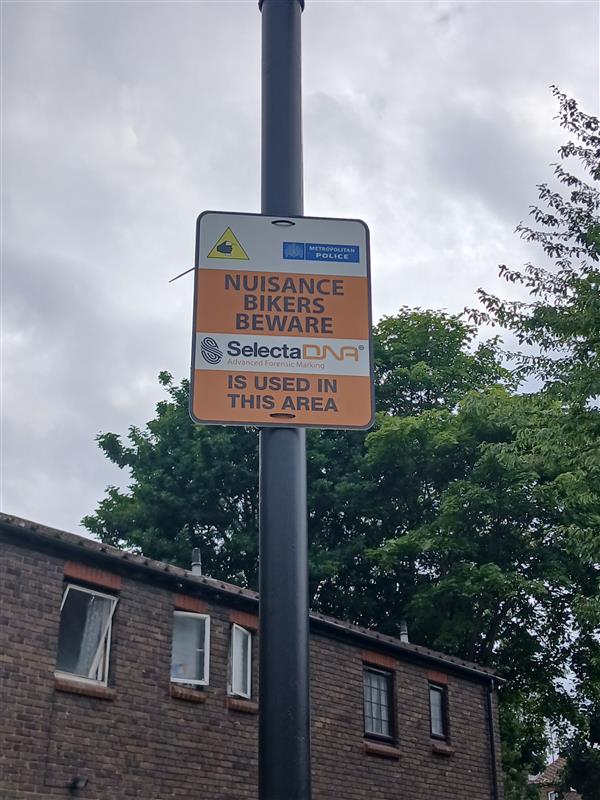 METROPOLITAN
POLICE
NUISANCE
BIKERS
BEWARE
SelectaDNA®
Advanced Forensic Marking
IS USED IN
THIS AREA